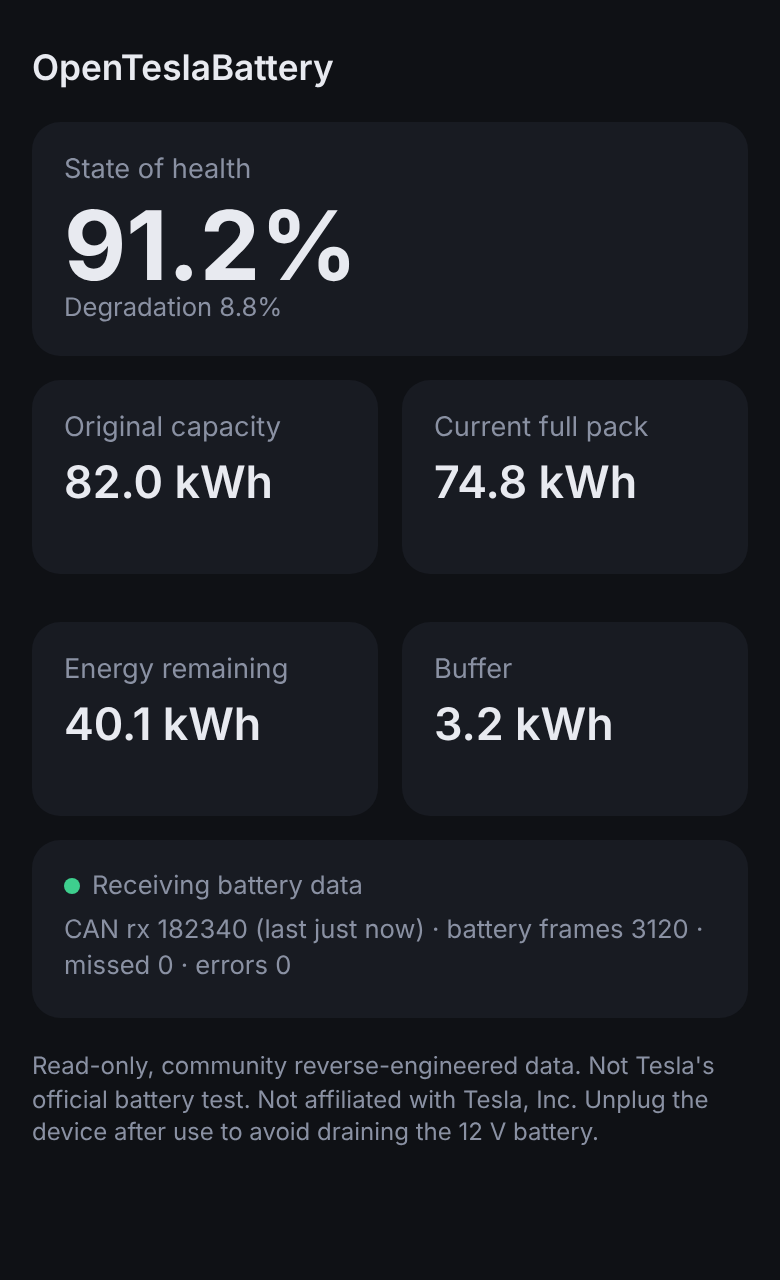 OpenTeslaBattery
State of health
91.2%
Degradation 8.8%
Original capacity
82.0 kWh
Current full pack
74.8 kWh
Energy remaining
40.1 kWh
Buffer
3.2 kWh
Receiving battery data
CAN rx 182340 (last just now) · battery frames 3120 ·
missed 0 · errors 0
Read-only, community reverse-engineered data. Not Tesla's
official battery test. Not affiliated with Tesla, Inc. Unplug the
device after use to avoid draining the 12 V battery.